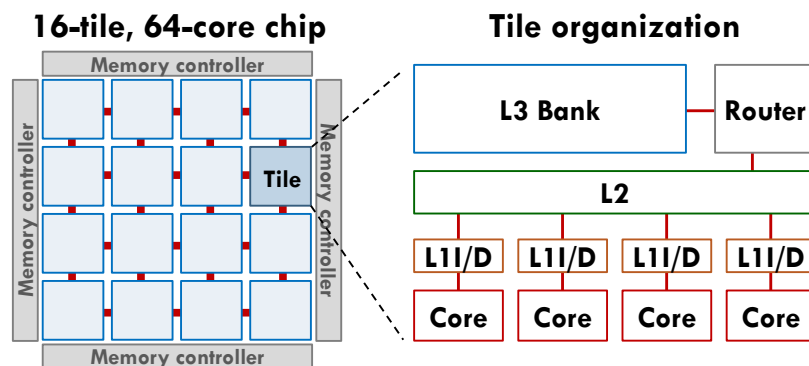 16-tile, 64-core chip
Memory controller
Memory controller
Tile
Memory controller
Memory controller
Tile organization
L3 Bank
Router
L2
L1I/D
L1I/D
L1I/D
L1I/D
Core
Core
Core
Core